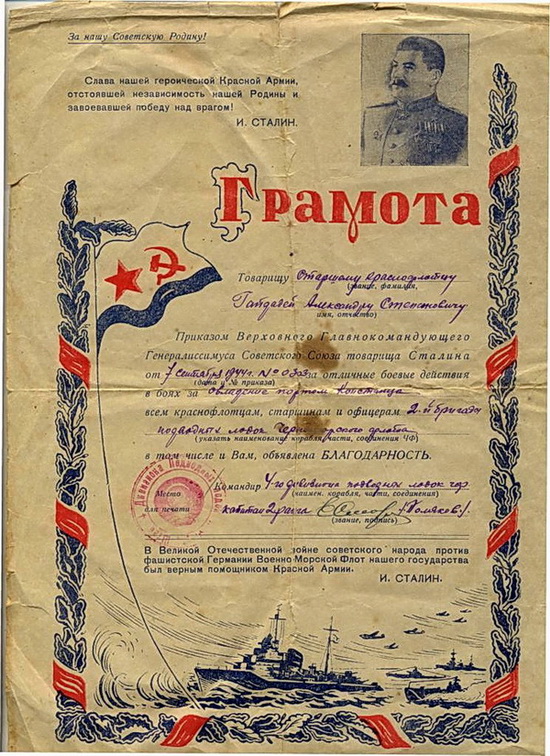 За нашу Советскую Родину!
Слава нашей героической Красной Армии,
отстоявшей независимость нашей Родины и
завоевавшей победу над врагом!
И. СТАЛИН.
Грамота
Товарищу Старшему краснофлотцу
(звание, фамилия,
Александру Степановичу
имя, отчество)
Приказом Верховного Главнокомандующего
Генералиссимуса Советского Союза товарища Сталина
от 7 сентября 1944г. № за отличные боевые действия
(дата и № приказа)
в боях за овладение портом Констанца
всем краснофлотцам, старшинам и офицерам 2-й бригады
подводных лодок Черноморского флота
(указать наименование корабля, части, соединения ЧФ)
в том числе и Вам, объявлена БЛАГОДАРНОСТЬ.
Командир 4го дивизиона подводных лодок
(наимен. корабля, части, соединения)
Место
для печати
капитан 2 ранга
(звание, подпись)
В Великой Отечественной войне советского народа против
фашистской Германии Военно-Морской Флот нашего государства
был верным помощником Красной Армии.
И. СТАЛИН.